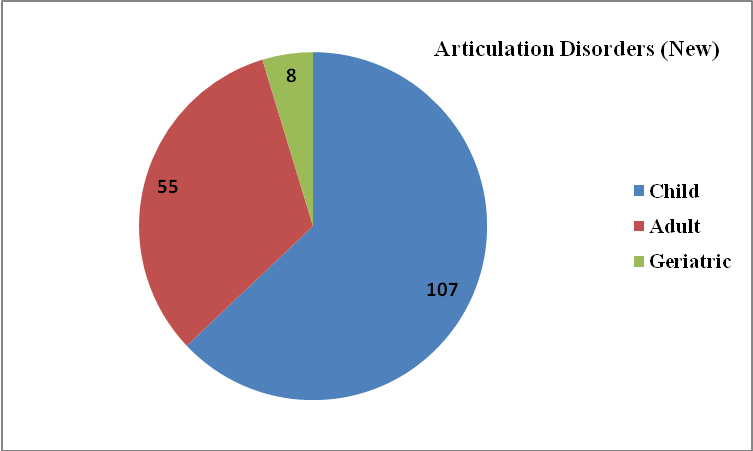 Articulation Disorders (New)
8
55
107
Child
Adult
Geriatric